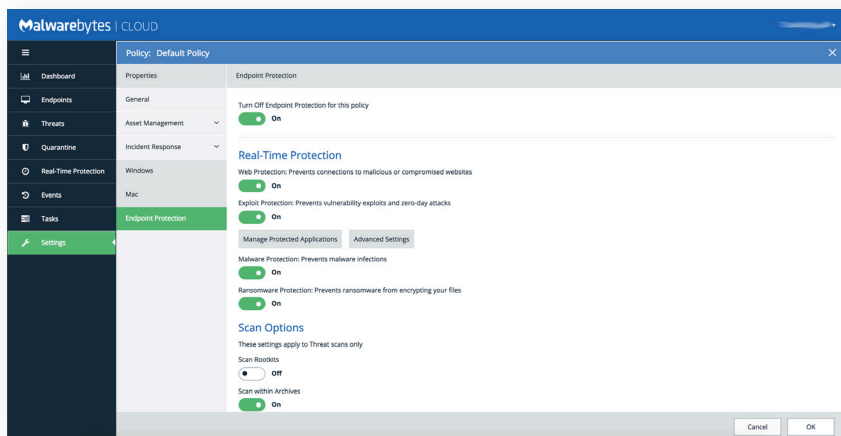 Malwarebytes | CLOUD
Policy: Default Policy
Dashboard
Endpoints
Threats
Quarantine
Real-Time Protection
Events
Tasks
Settings
Properties
General
Asset Management
Incident Response
Windows
Mac
Endpoint Protection
Endpoint Protection
Turn Off Endpoint Protection for this policy
On
Real-Time Protection
Web Protection: Prevents connections to malicious or compromised websites
On
Exploit Protection: Prevents vulnerability exploits and zero-day attacks
On
Manage Protected Applications Advanced Settings
Malware Protection: Prevents malware infections
On
Ransomware Protection: Prevents ransomware from encrypting your files
On
Scan Options
These settings apply to Threat scans only
Scan Rootkits
Off
Scan within Archives
On
Cancel OK